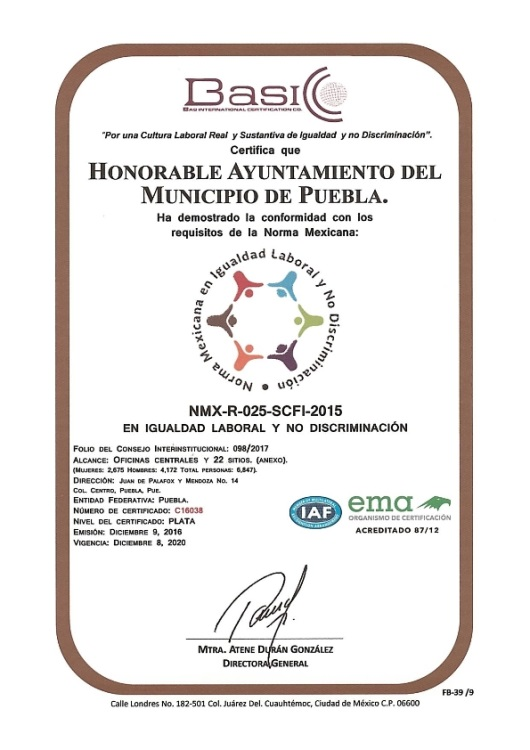 Basic
BAU INTERNATIONAL CERTIFICATION CO.
"Por una Cultura Laboral Real y Sustantiva de Igualdad y no Discriminación".
Certifica que
HONORABLE AYUNTAMIENTO DEL
MUNICIPIO DE PUEBLA.
Ha demostrado la conformidad con los
requisitos de la Norma Mexicana:
Norma Mexicana en Igualdad Laboral y No Discriminación
NMX-R-025-SCFI-2015
EN IGUALDAD LABORAL Y NO DISCRIMINACIÓN
FOLIO DEL CONSEJO INTERINSTITUCIONAL: 098/2017
ALCANCE: OFICINAS CENTRALES Y 22 SITIOS. (ANEXO).
(MUJERES: 2,675 HOMBRES: 4,172 TOTAL PERSONAS: 6,847).
DIRECCIÓN: JUAN DE PALAFOX Y MENDOZA NO. 14
COL. CENTRO, PUEBLA, PUE.
ENTIDAD FEDERATIVA: PUEBLA.
NÚMERO DE CERTIFICADO: C16038
NIVEL DEL CERTIFICADO: PLATA
EMISIÓN: DICIEMBRE 9, 2016
VIGENCIA: DICIEMBRE 8, 2020
IAF
ema
ORGANISMO DE CERTIFICACIÓN
ACREDITADO 87/12
MTRA. ATENE DURÁN GONZÁLEZ
DIRECTORA GENERAL
FB-39 /9
Calle Londres No. 182-501 Col. Juárez Del. Cuauhtémoc, Ciudad de México C.P. 06600